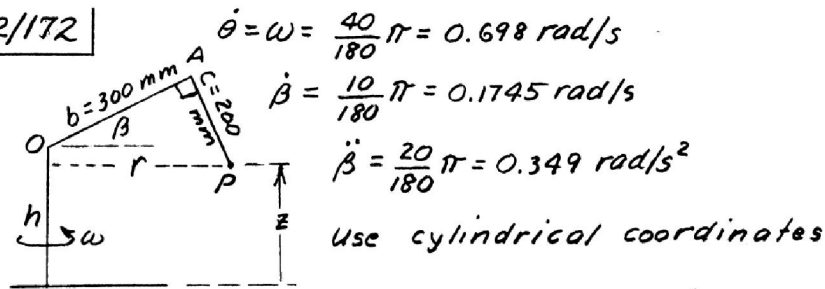 2/172
θ̇ = ω = 40/180 π = 0.698 rad/s
A
b = 300 mm
C = 200 mm
β̇ = 10/180 π = 0.1745 rad/s
β
O
r
P
β̈ = 20/180 π = 0.349 rad/s²
h
z
ω
use cylindrical coordinates